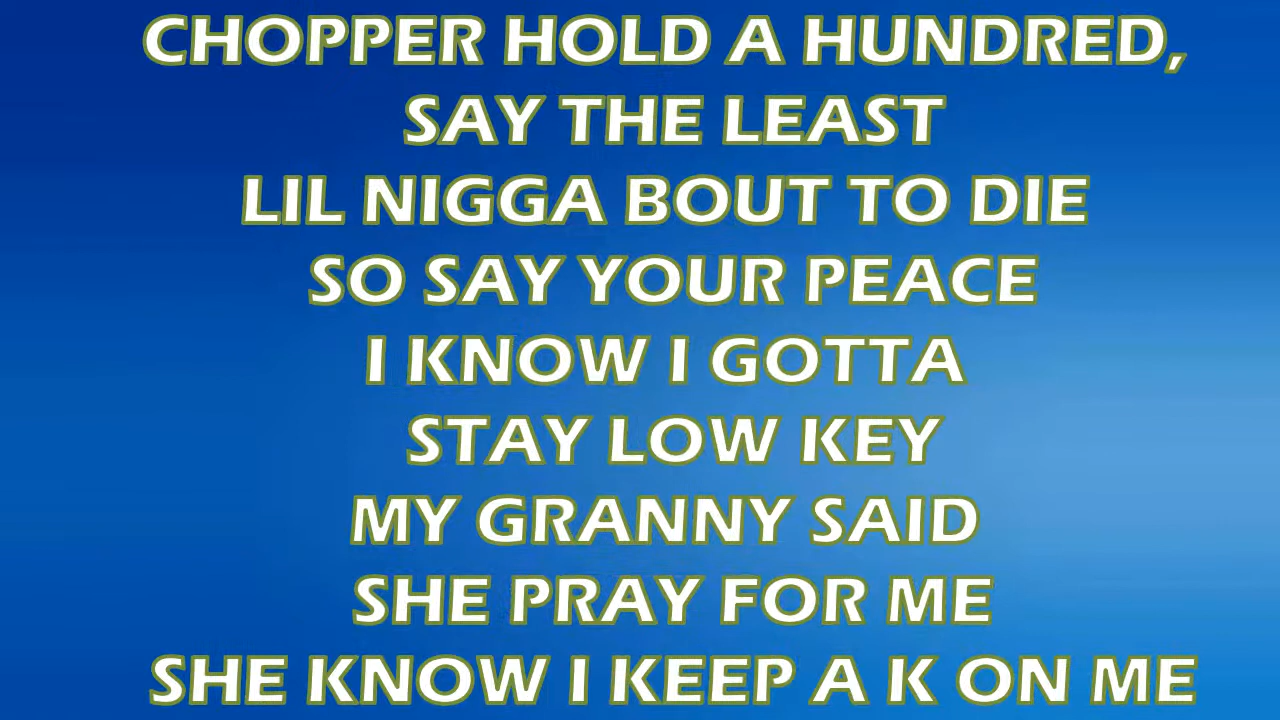 CHOPPER HOLD A HUNDRED,
SAY THE LEAST
LIL NIGGA BOUT TO DIE
SO SAY YOUR PEACE
I KNOW I GOTTA
STAY LOW KEY
MY GRANNY SAID
SHE PRAY FOR ME
SHE KNOW I KEEP A K ON ME